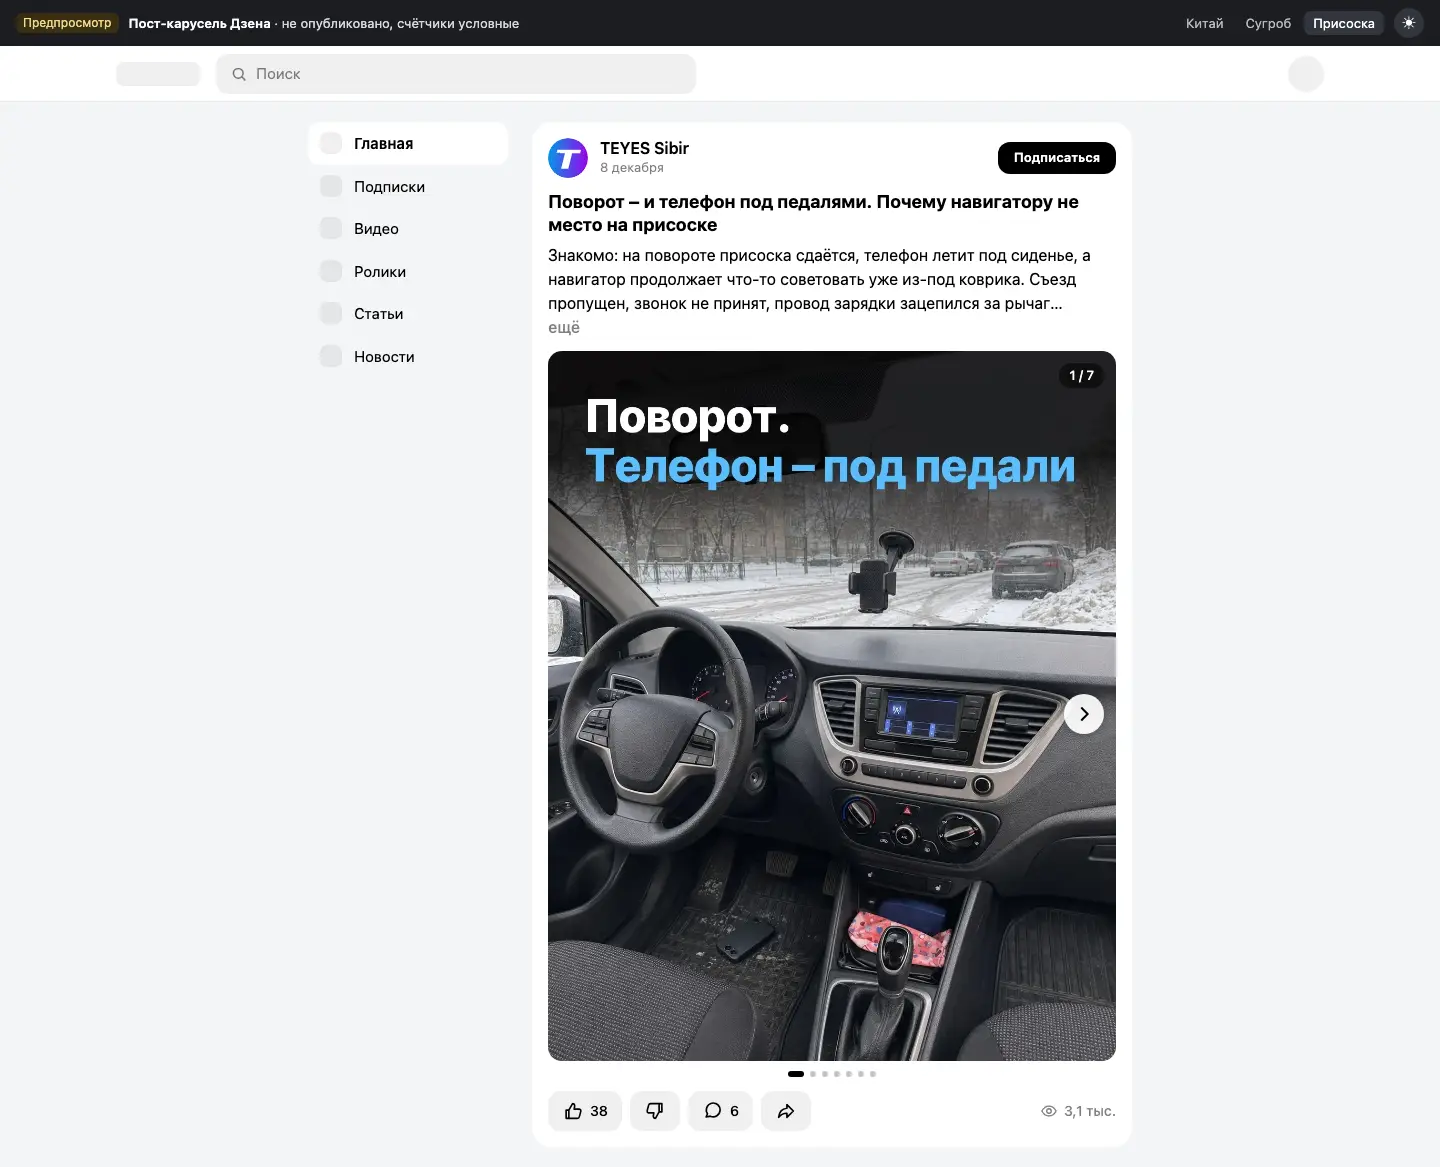 Предпросмотр Пост-карусель Дзена · не опубликовано, счётчики условные Китай Сугроб Присоска
Поиск
Главная
Подписки
Видео
Ролики
Статьи
Новости
TEYES Sibir
8 декабря
Подписаться
Поворот – и телефон под педалями. Почему навигатору не
место на присоске
Знакомо: на повороте присоска сдаётся, телефон летит под сиденье, а
навигатор продолжает что-то советовать уже из-под коврика. Съезд
пропущен, звонок не принят, провод зарядки зацепился за рычаг...
ещё
1 / 7
Поворот.
Телефон – под педали
38
6
3,1 тыс.